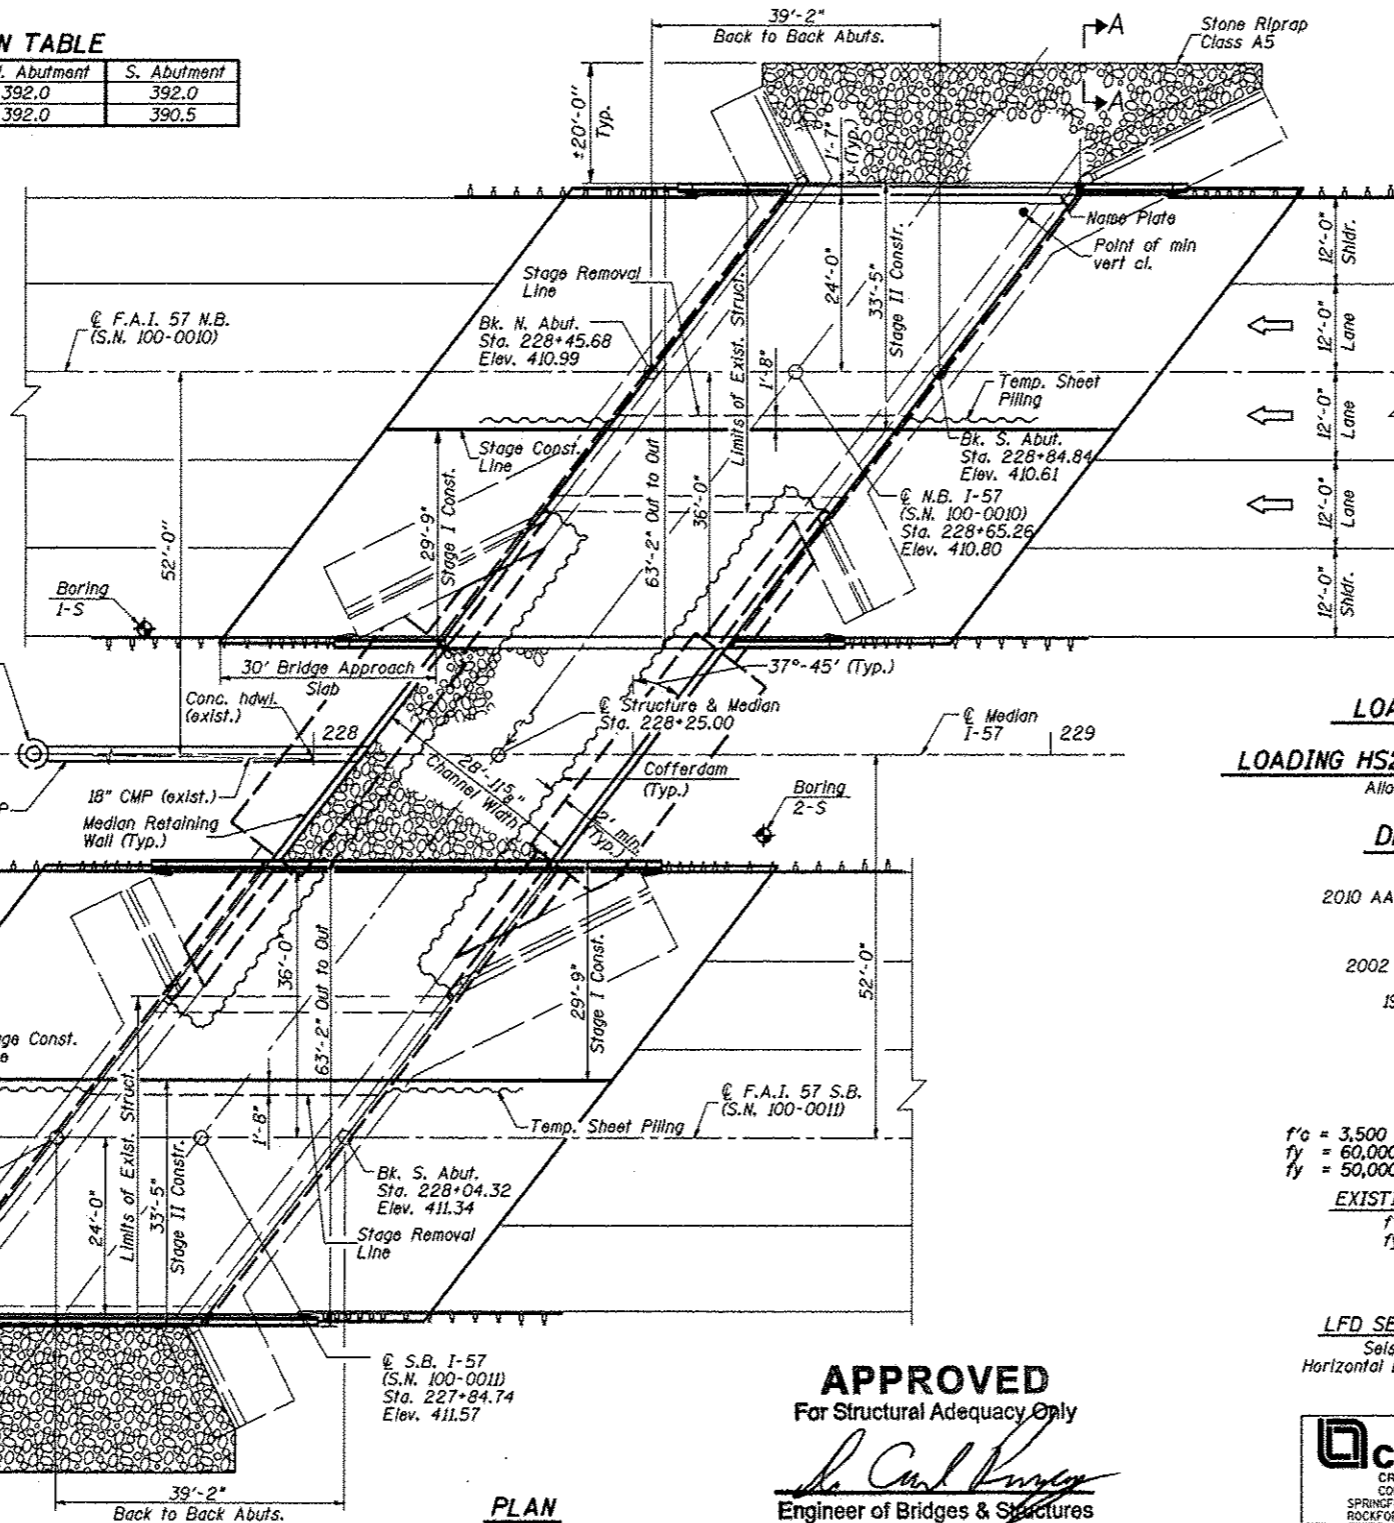 N TABLE
. Abutment S. Abutment
392.0 392.0
392.0 390.5
39'-2"
Back to Back Abuts.
A
A
Stone Riprap
Class A5
±20'-0"
Typ.
1'-7"
(Typ.)
Name Plate
Point of min
vert cl.
Stage Removal
Line
℄ F.A.I. 57 N.B.
(S.N. 100-0010)
Bk. N. Abut.
Sta. 228+45.68
Elev. 410.99
24'-0"
33'-5"
Stage II Constr.
Limits of Exist. Struct.
1'-8"
12'-0"
Shldr.
12'-0"
Lane
12'-0"
Lane
12'-0"
Lane
12'-0"
Shldr.
Temp. Sheet
Piling
Stage Const.
Line
Bk. S. Abut.
Sta. 228+84.84
Elev. 410.61
℄ N.B. I-57
(S.N. 100-0010)
Sta. 228+65.26
Elev. 410.80
52'-0"
29'-9"
Stage I Const.
63'-2" Out to Out
36'-0"
Boring
1-S
30' Bridge Approach
Slab
37°-45' (Typ.)
Conc. hdwl.
(exist.)
228
℄ Structure & Median
Sta. 228+25.00
℄ Median
I-57
229
18" CMP (exist.)
Median Retaining
Wall (Typ.)
28'-11⅝"
Channel Width
Cofferdam
(Typ.)
2' min.
(Typ.)
Boring
2-S
P
LOA
LOADING HS2
Allo
D
2010 AA
2002
19
36'-0"
63'-2" Out to Out
29'-9"
Stage I Const.
52'-0"
ge Const.
e
Limits of Exist. Struct.
1'-8"
Temp. Sheet Piling
℄ F.A.I. 57 S.B.
(S.N. 100-0011)
24'-0"
33'-5"
Stage II Constr.
Bk. S. Abut.
Sta. 228+04.32
Elev. 411.34
Stage Removal
Line
f'c = 3,500
fy = 60,000
fy = 50,000
EXISTI
f
fy
℄ S.B. I-57
(S.N. 100-0011)
Sta. 227+84.74
Elev. 411.57
LFD SE
Seis
Horizontal
39'-2"
Back to Back Abuts.
PLAN
APPROVED
For Structural Adequacy Only
Engineer of Bridges & Structures
C
CR
CO
SPRINGF
ROCKFO